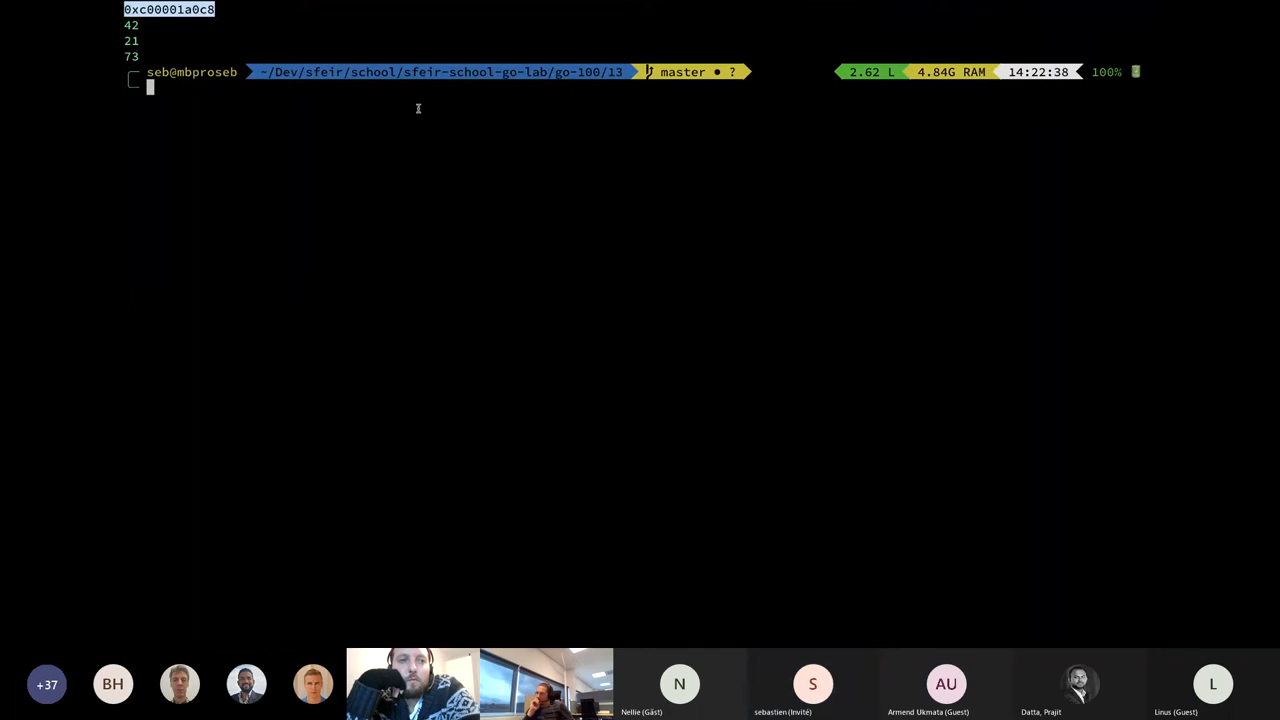 0xc00001a0c8
42
21
73
seb@mbproseb ~/Dev/sfeir/school/sfeir-school-go-lab/go-100/13 master • ? 2.62 L 4.84G RAM 14:22:38 100%
+37 BH N S AU L
Nellie (Gäst) sebastien (Invité) Armend Ukmata (Guest) Datta, Prajit Linus (Guest)